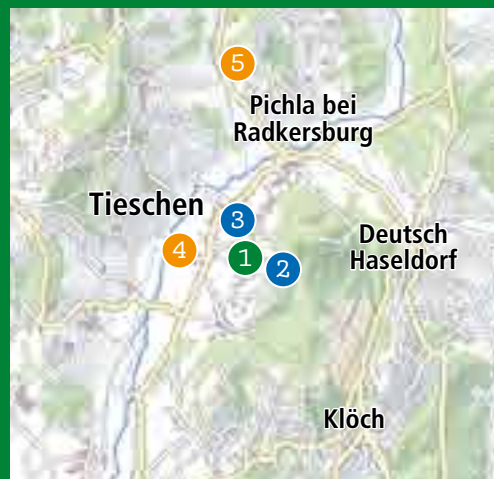 5
Pichla bei
Radkersburg
Tieschen
3
4
1
2
Deutsch
Haseldorf
Klöch